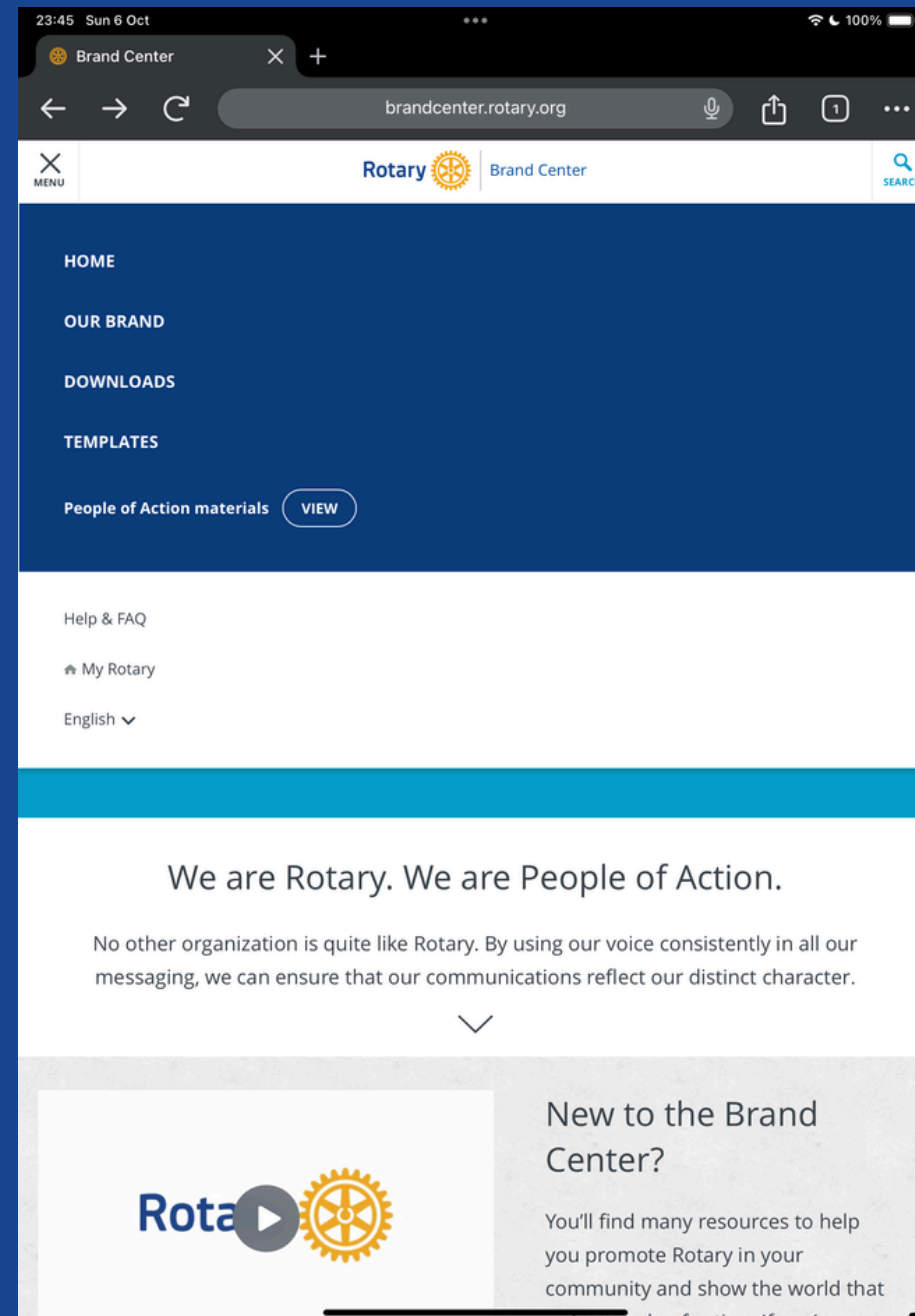 23:45 Sun 6 Oct
100%
Brand Center
brandcenter.rotary.org
1
MENU
Rotary
Brand Center
HOME
OUR BRAND
DOWNLOADS
TEMPLATES
People of Action materials VIEW
Help & FAQ
My Rotary
English
We are Rotary. We are People of Action.
No other organization is quite like Rotary. By using our voice consistently in all our
messaging, we can ensure that our communications reflect our distinct character.
New to the Brand
Center?
You'll find many resources to help
you promote Rotary in your
community and show the world that